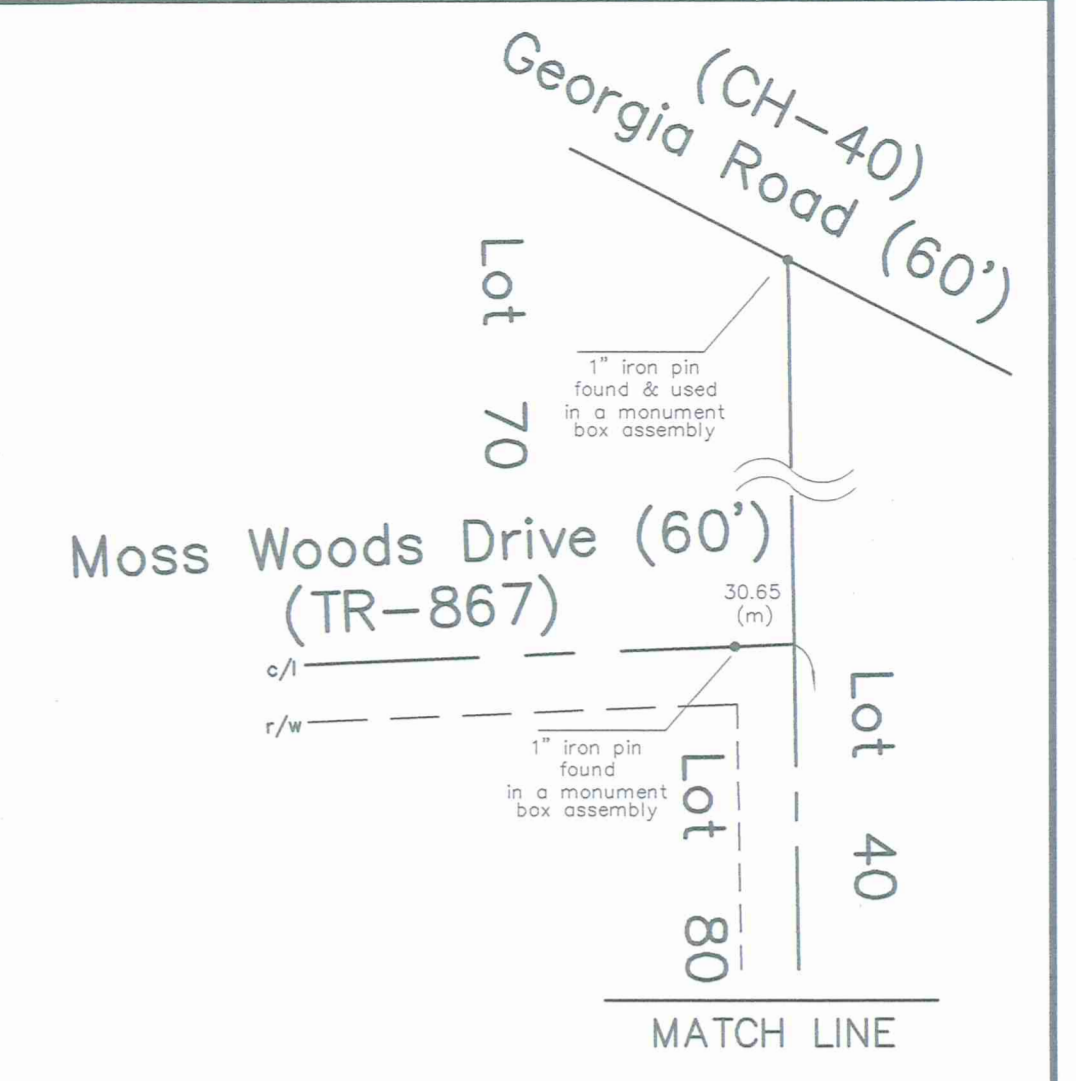 (CH-40)
Georgia Road (60')
Lot 70
1" iron pin
found & used
in a monument
box assembly
Moss Woods Drive (60')
(TR-867)
30.65
(m)
c/l
r/w
1" iron pin
found
in a monument
box assembly
Lot 80
Lot 40
MATCH LINE